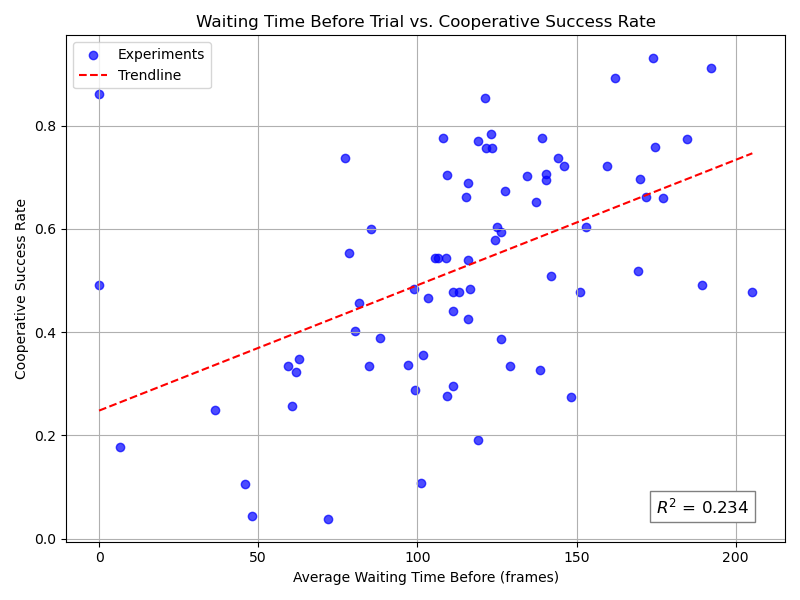 Waiting Time Before Trial vs. Cooperative Success Rate
Experiments
Trendline
Cooperative Success Rate
0.8
0.6
0.4
0.2
0.0
R² = 0.234
0
50
100
150
200
Average Waiting Time Before (frames)